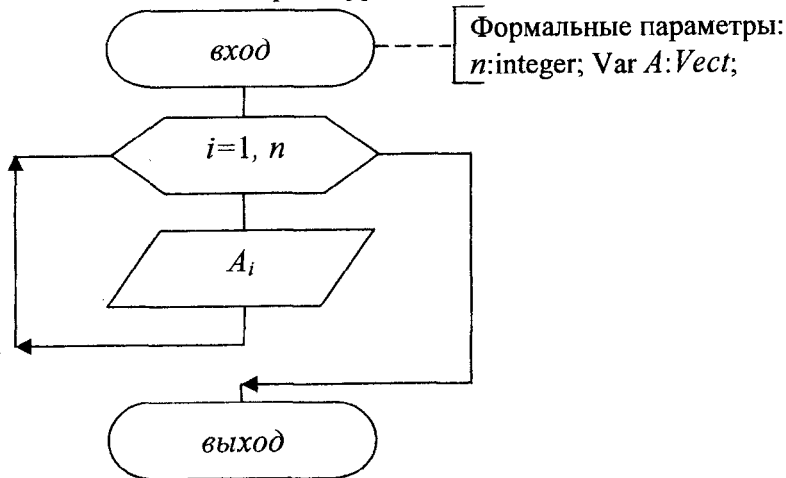 вход
Формальные параметры:
n:integer; Var A:Vect;
i=1, n
Aᵢ
выход